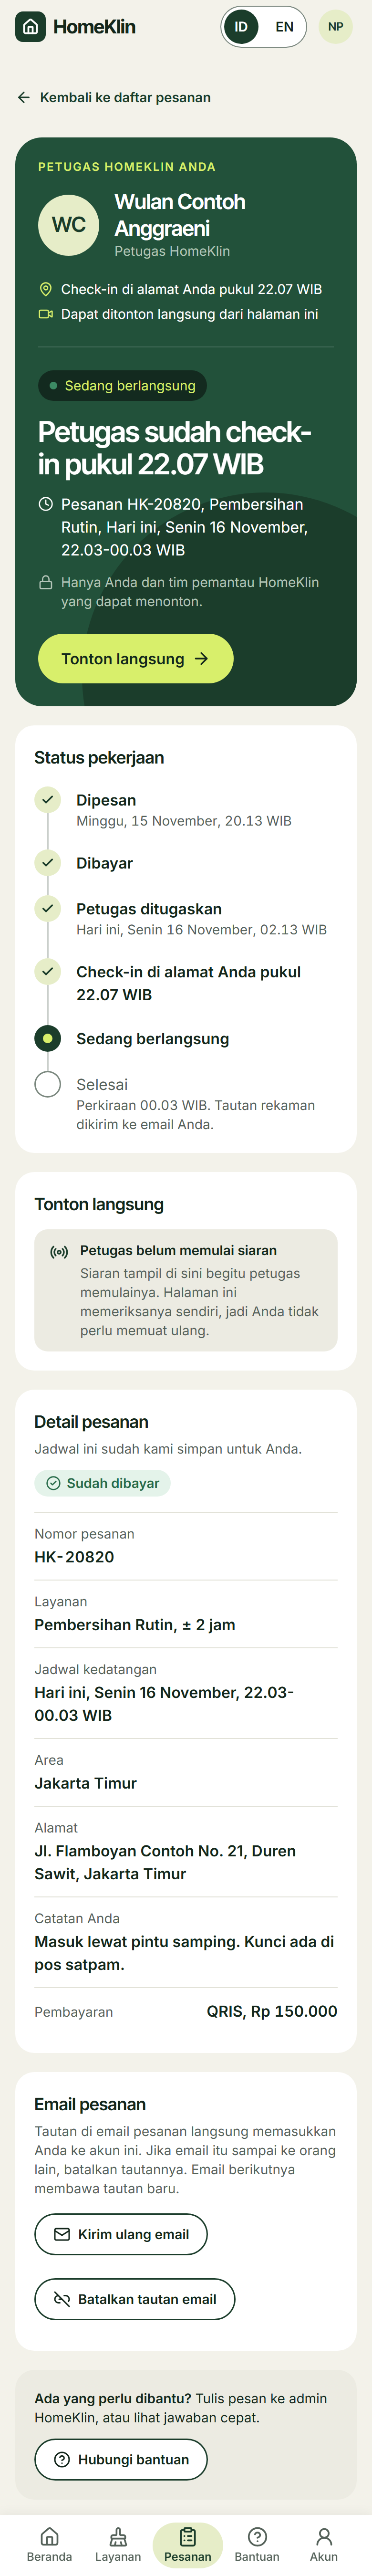 HomeKlin
ID EN
NP
Kembali ke daftar pesanan
PETUGAS HOMEKLIN ANDA
WC
Wulan Contoh
Anggraeni
Petugas HomeKlin
Check-in di alamat Anda pukul 22.07 WIB
Dapat ditonton langsung dari halaman ini
Sedang berlangsung
Petugas sudah check-
in pukul 22.07 WIB
Pesanan HK-20820, Pembersihan
Rutin, Hari ini, Senin 16 November,
22.03-00.03 WIB
Hanya Anda dan tim pemantau HomeKlin
yang dapat menonton.
Tonton langsung
Status pekerjaan
Dipesan
Minggu, 15 November, 20.13 WIB
Dibayar
Petugas ditugaskan
Hari ini, Senin 16 November, 02.13 WIB
Check-in di alamat Anda pukul
22.07 WIB
Sedang berlangsung
Selesai
Perkiraan 00.03 WIB. Tautan rekaman
dikirim ke email Anda.
Tonton langsung
Petugas belum memulai siaran
Siaran tampil di sini begitu petugas
memulainya. Halaman ini
memeriksanya sendiri, jadi Anda tidak
perlu memuat ulang.
Detail pesanan
Jadwal ini sudah kami simpan untuk Anda.
Sudah dibayar
Nomor pesanan
HK-20820
Layanan
Pembersihan Rutin, ± 2 jam
Jadwal kedatangan
Hari ini, Senin 16 November, 22.03-
00.03 WIB
Area
Jakarta Timur
Alamat
Jl. Flamboyan Contoh No. 21, Duren
Sawit, Jakarta Timur
Catatan Anda
Masuk lewat pintu samping. Kunci ada di
pos satpam.
Pembayaran QRIS, Rp 150.000
Email pesanan
Tautan di email pesanan langsung memasukkan
Anda ke akun ini. Jika email itu sampai ke orang
lain, batalkan tautannya. Email berikutnya
membawa tautan baru.
Kirim ulang email
Batalkan tautan email
Ada yang perlu dibantu? Tulis pesan ke admin
HomeKlin, atau lihat jawaban cepat.
Hubungi bantuan
Beranda Layanan Pesanan Bantuan Akun